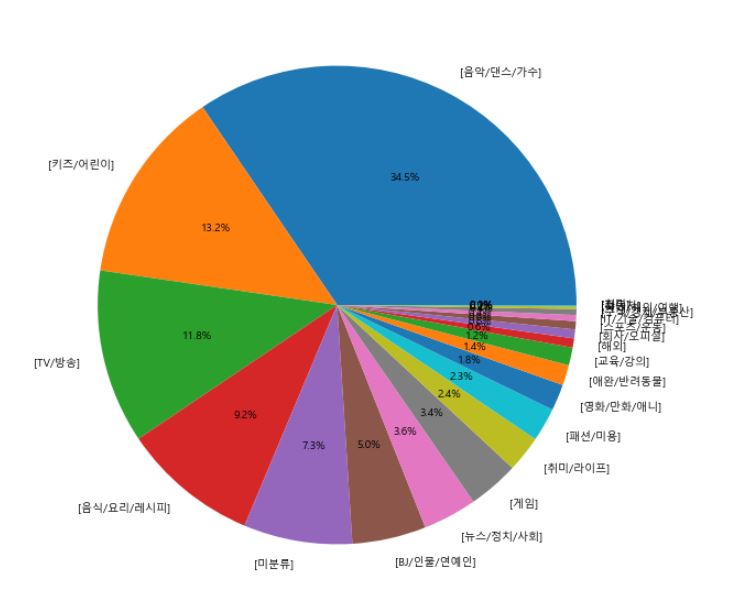 [음악/댄스/가수]
34.5%
[키즈/어린이]
13.2%
[TV/방송]
11.8%
[음식/요리/레시피]
9.2%
[미분류]
7.3%
[BJ/인물/연예인]
5.0%
[뉴스/정치/사회]
3.6%
[게임]
3.4%
[취미/라이프]
2.4%
[패션/미용]
2.3%
[영화/만화/애니]
1.8%
[애완/반려동물]
1.4%
[교육/강의]
1.2%
[해외]
0.6%
[회사/오피셜]